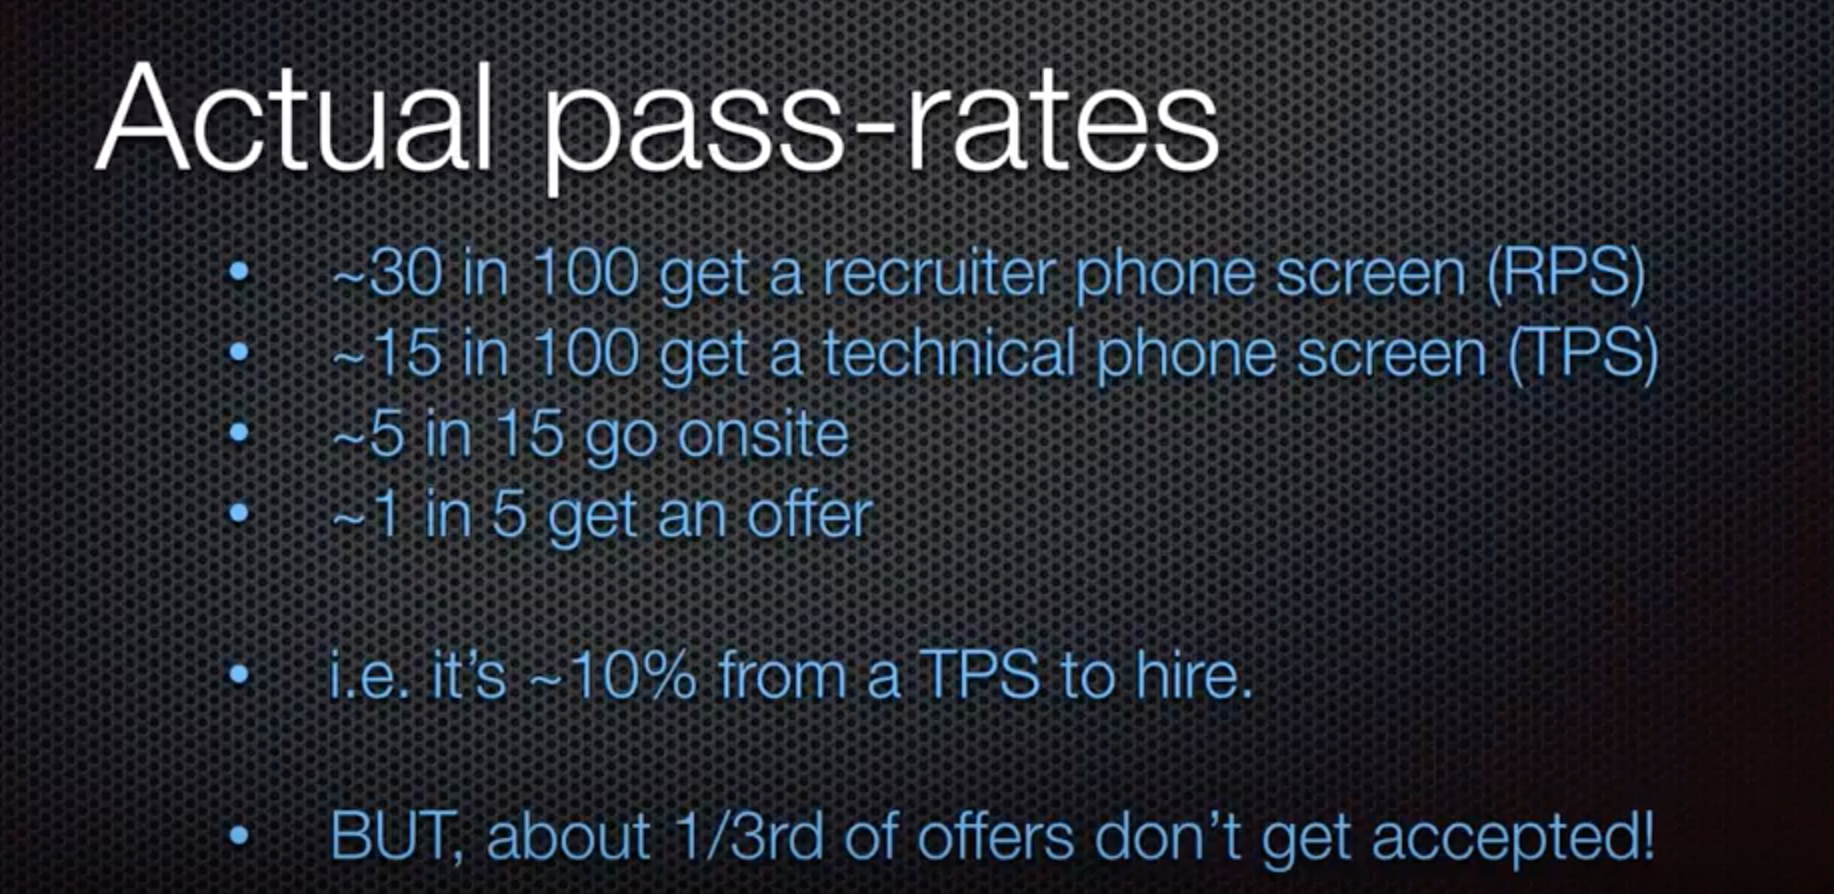 Actual pass-rates
• ~30 in 100 get a recruiter phone screen (RPS)
• ~15 in 100 get a technical phone screen (TPS)
• ~5 in 15 go onsite
• ~1 in 5 get an offer
• i.e. it’s ~10% from a TPS to hire.
• BUT, about 1/3rd of offers don’t get accepted!